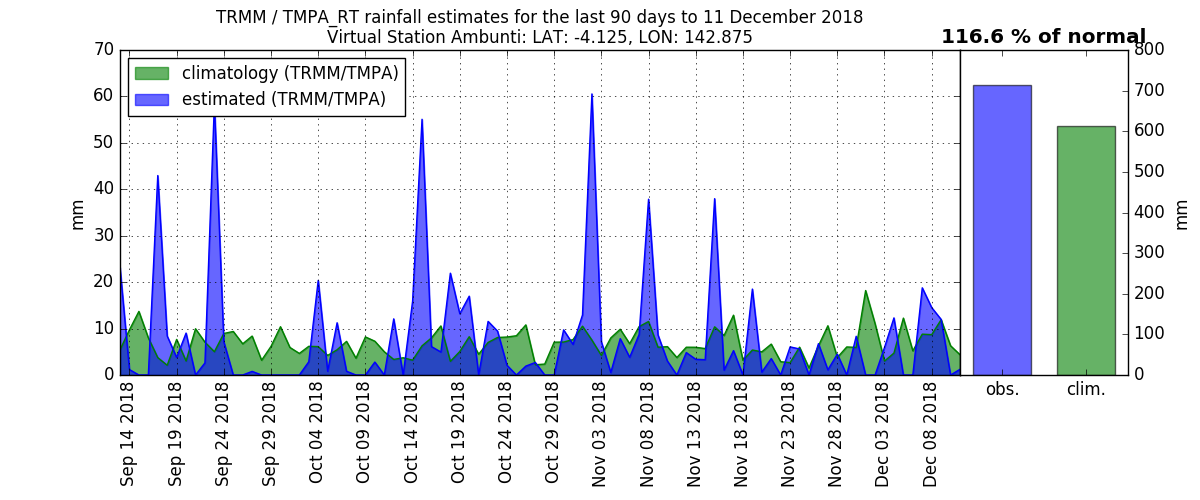 TRMM / TMPA_RT rainfall estimates for the last 90 days to 11 December 2018
Virtual Station Ambunti: LAT: -4.125, LON: 142.875
116.6 % of normal
climatology (TRMM/TMPA)
estimated (TRMM/TMPA)
70
60
50
40
30
20
10
0
mm
800
700
600
500
400
300
200
100
0
mm
Sep 14 2018
Sep 19 2018
Sep 24 2018
Sep 29 2018
Oct 04 2018
Oct 09 2018
Oct 14 2018
Oct 19 2018
Oct 24 2018
Oct 29 2018
Nov 03 2018
Nov 08 2018
Nov 13 2018
Nov 18 2018
Nov 23 2018
Nov 28 2018
Dec 03 2018
Dec 08 2018
obs.
clim.